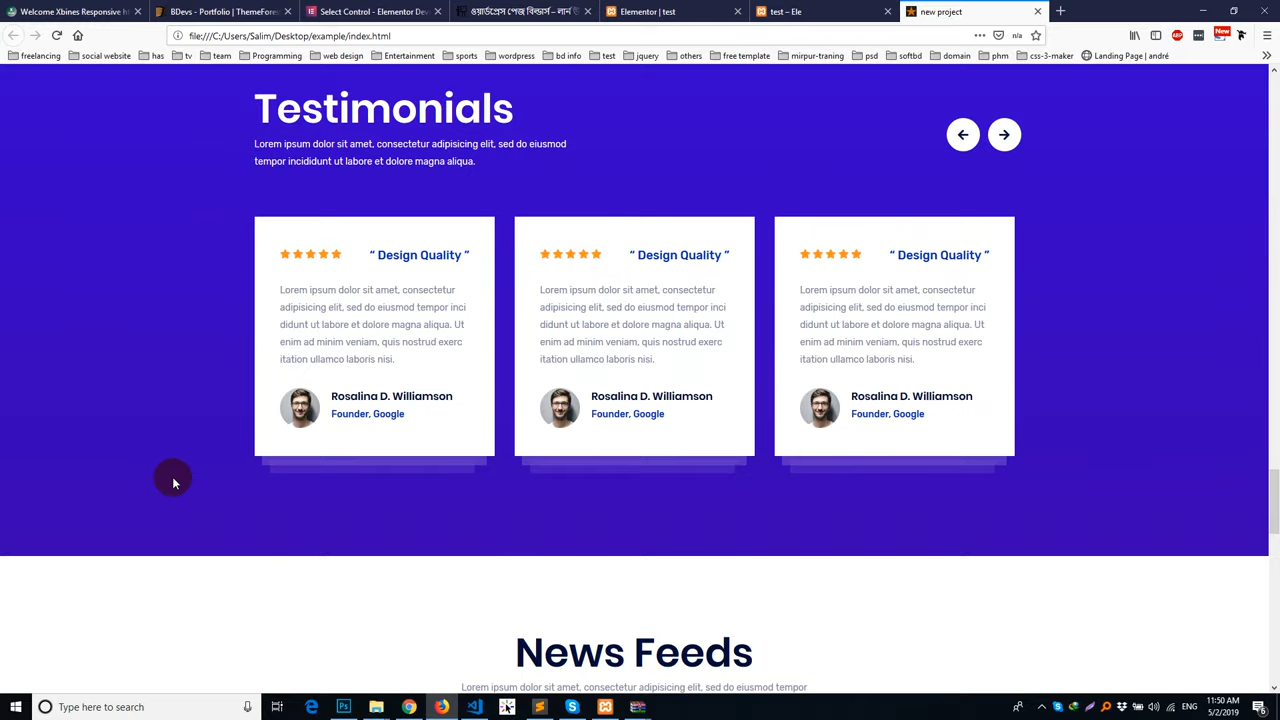 Welcome Xbines Responsive h
BDevs - Portfolio | ThemeFores
Select Control - Elementor Dev
Elementor | test
test – Ele
new project
file:///C:/Users/Salim/Desktop/example/index.html
n/a
ABP
New
freelancing
social website
has
tv
team
Programming
web design
Entertainment
sports
wordpress
bd info
test
jquery
others
free template
mirpur-traning
psd
softbd
domain
phm
css-3-maker
Landing Page | andré
Testimonials
Lorem ipsum dolor sit amet, consectetur adipisicing elit, sed do eiusmod
tempor incididunt ut labore et dolore magna aliqua.
“ Design Quality ”
Lorem ipsum dolor sit amet, consectetur
adipisicing elit, sed do eiusmod tempor inci
didunt ut labore et dolore magna aliqua. Ut
enim ad minim veniam, quis nostrud exerc
itation ullamco laboris nisi.
Rosalina D. Williamson
Founder, Google
“ Design Quality ”
Lorem ipsum dolor sit amet, consectetur
adipisicing elit, sed do eiusmod tempor inci
didunt ut labore et dolore magna aliqua. Ut
enim ad minim veniam, quis nostrud exerc
itation ullamco laboris nisi.
Rosalina D. Williamson
Founder, Google
“ Design Quality ”
Lorem ipsum dolor sit amet, consectetur
adipisicing elit, sed do eiusmod tempor inci
didunt ut labore et dolore magna aliqua. Ut
enim ad minim veniam, quis nostrud exerc
itation ullamco laboris nisi.
Rosalina D. Williamson
Founder, Google
News Feeds
Lorem ipsum dolor sit amet, consectetur adipisicing elit, sed do eiusmod tempor
Type here to search
ENG
11:50 AM
5/2/2019